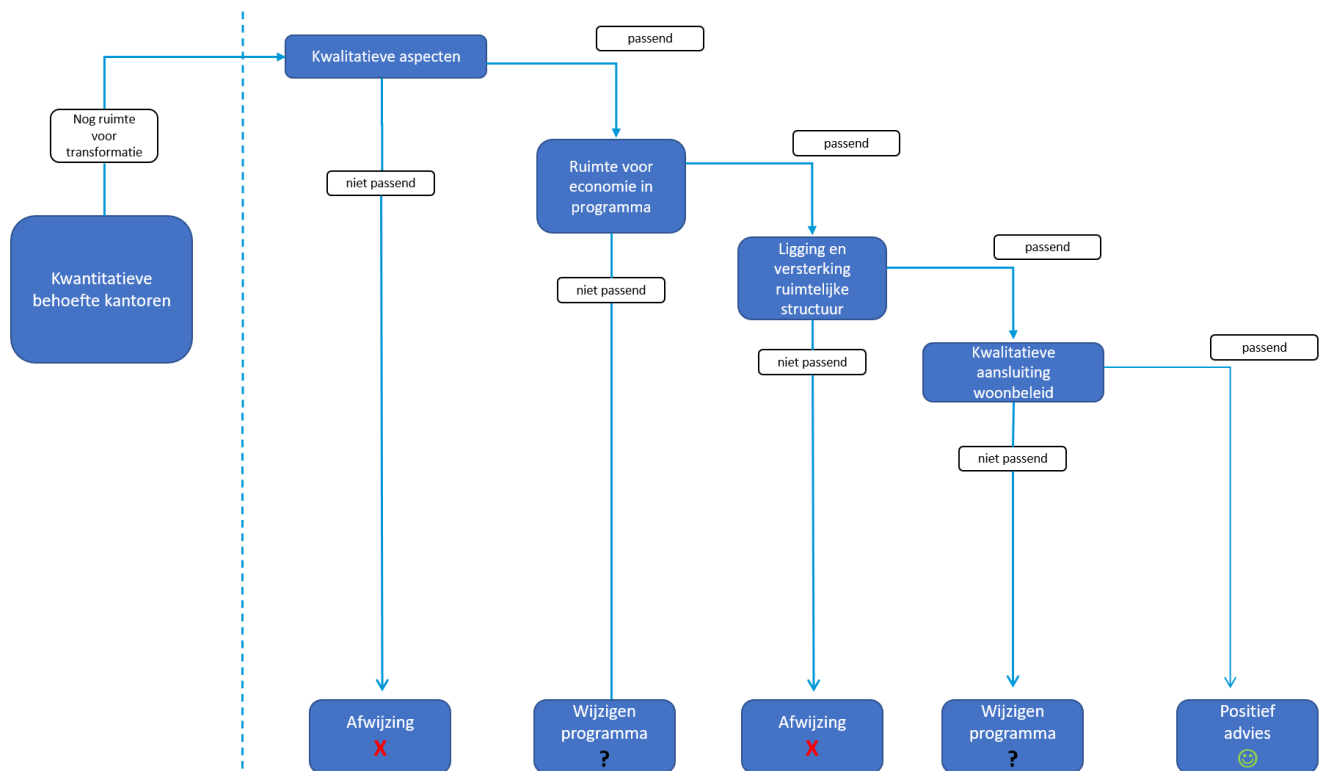 Kwalitatieve aspecten
passend
Nog ruimte
voor
transformatie
niet passend
Kwantitatieve
behoefte kantoren
Ruimte voor
economie in
programma
passend
niet passend
Ligging en
versterking
ruimtelijke
structuur
passend
niet passend
Kwalitatieve
aansluiting
woonbeleid
passend
niet passend
Afwijzing
X
Wijzigen
programma
?
Afwijzing
X
Wijzigen
programma
?
Positief
advies